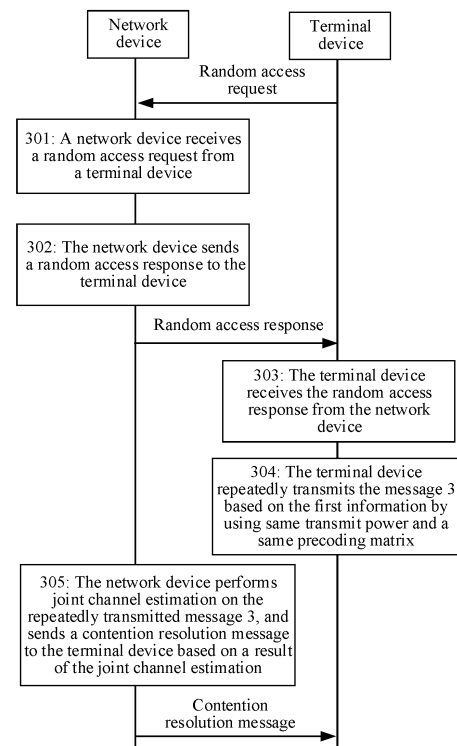 Network
device
Terminal
device
Random access
request
301: A network device receives
a random access request from
a terminal device
302: The network device sends
a random access response to the
terminal device
Random access response
303: The terminal device
receives the random access
response from the network
device
304: The terminal device
repeatedly transmits the message 3
based on the first information by
using same transmit power and a
same precoding matrix
305: The network device performs
joint channel estimation on the
repeatedly transmitted message 3, and
sends a contention resolution message
to the terminal device based on a result
of the joint channel estimation
Contention
resolution message